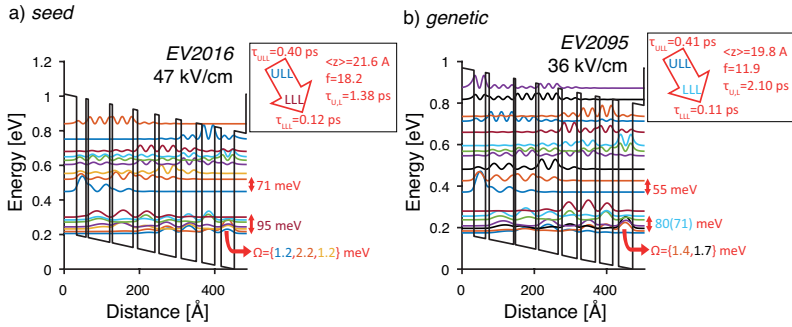 a) seed
EV2016
47 kV/cm
τULL=0.40 ps
ULL
LLL
τLLL=0.12 ps
<z>=21.6 A
f=18.2
τU,L=1.38 ps
Energy [eV]
1.2
1
0.8
0.6
0.4
0.2
0
71 meV
95 meV
Ω={1.2,2.2,1.2} meV
0
200
400
Distance [Å]
b) genetic
EV2095
36 kV/cm
τULL=0.41 ps
ULL
LLL
τLLL=0.11 ps
<z>=19.8 A
f=11.9
τU,L=2.10 ps
Energy [eV]
1
0.8
0.6
0.4
0.2
0
55 meV
80(71) meV
Ω={1.4,1.7} meV
0
200
400
Distance [Å]